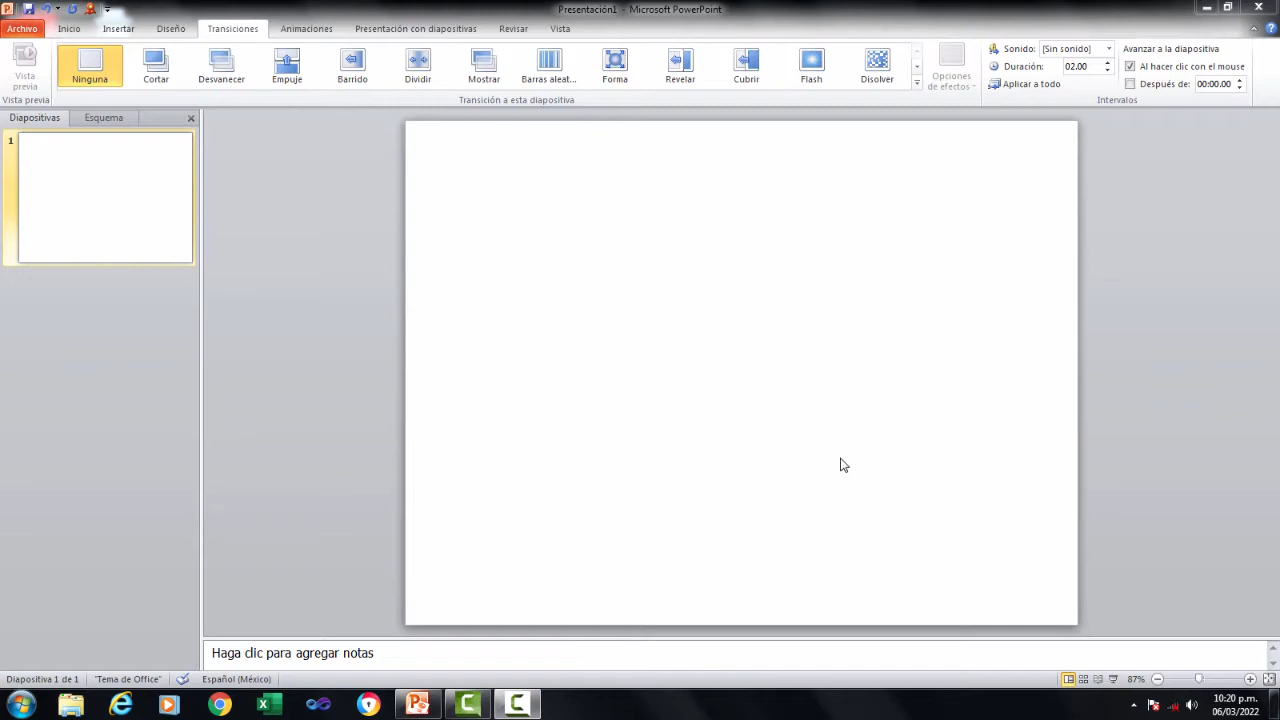 Presentación1 - Microsoft PowerPoint
Archivo Inicio Insertar Diseño Transiciones Animaciones Presentación con diapositivas Revisar Vista
Vista previa
Ninguna Cortar Desvanecer Empuje Barrido Dividir Mostrar Barras aleat... Forma Revelar Cubrir Flash Disolver
Opciones de efectos
Sonido: [Sin sonido] Avanzar a la diapositiva
Duración: 02.00 Al hacer clic con el mouse
Aplicar a todo Después de: 00:00.00
Vista previa Transición a esta diapositiva Intervalos
Diapositivas Esquema
1
Haga clic para agregar notas
Diapositiva 1 de 1 "Tema de Office" Español (México) 87%
10:20 p.m.
06/03/2022